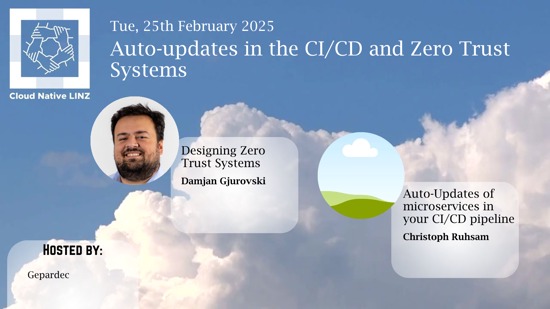 Tue, 25th February 2025
Auto-updates in the CI/CD and Zero Trust
Systems
Cloud Native LINZ
Designing Zero
Trust Systems
Damjan Gjurovski
Auto-Updates of
microservices in
your CI/CD pipeline
Christoph Ruhsam
HOSTED BY:
Gepardec